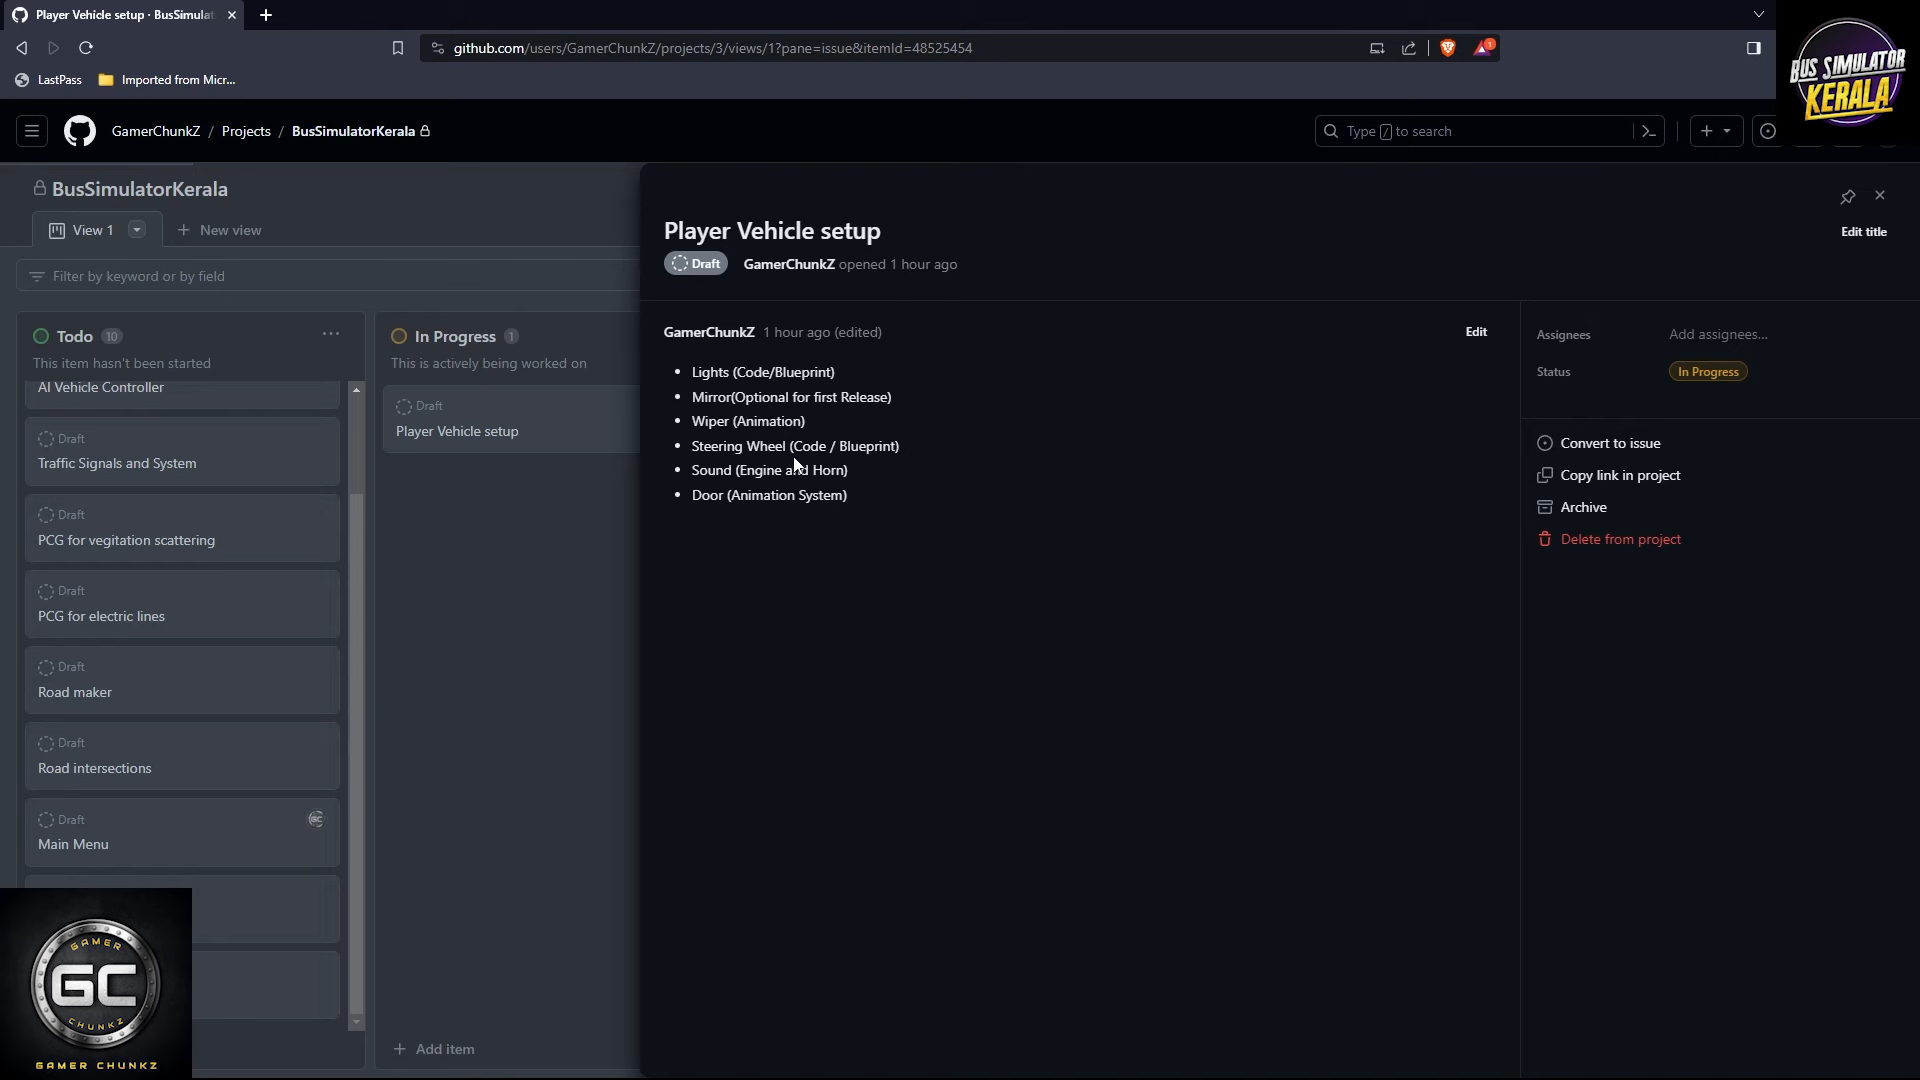 Player Vehicle setup · BusSimulat
BUS SIMULATOR
KERALA
github.com/users/GamerChunkZ/projects/3/views/1?pane=issue&itemId=48525454
1
LastPass
Imported from Micr...
GamerChunkZ / Projects / BusSimulatorKerala
Type / to search
BusSimulatorKerala
View 1
New view
Filter by keyword or by field
Todo 10
This item hasn't been started
AI Vehicle Controller
Draft
Traffic Signals and System
Draft
PCG for vegitation scattering
Draft
PCG for electric lines
Draft
Road maker
Draft
Road intersections
Draft
Main Menu
In Progress 1
This is actively being worked on
Draft
Player Vehicle setup
Add item
Player Vehicle setup
Edit title
Draft GamerChunkZ opened 1 hour ago
GamerChunkZ 1 hour ago (edited)
Edit
Lights (Code/Blueprint)
Mirror(Optional for first Release)
Wiper (Animation)
Steering Wheel (Code / Blueprint)
Sound (Engine and Horn)
Door (Animation System)
Assignees Add assignees...
Status In Progress
Convert to issue
Copy link in project
Archive
Delete from project
GAMER
GC
CHUNKZ
GAMER CHUNKZ